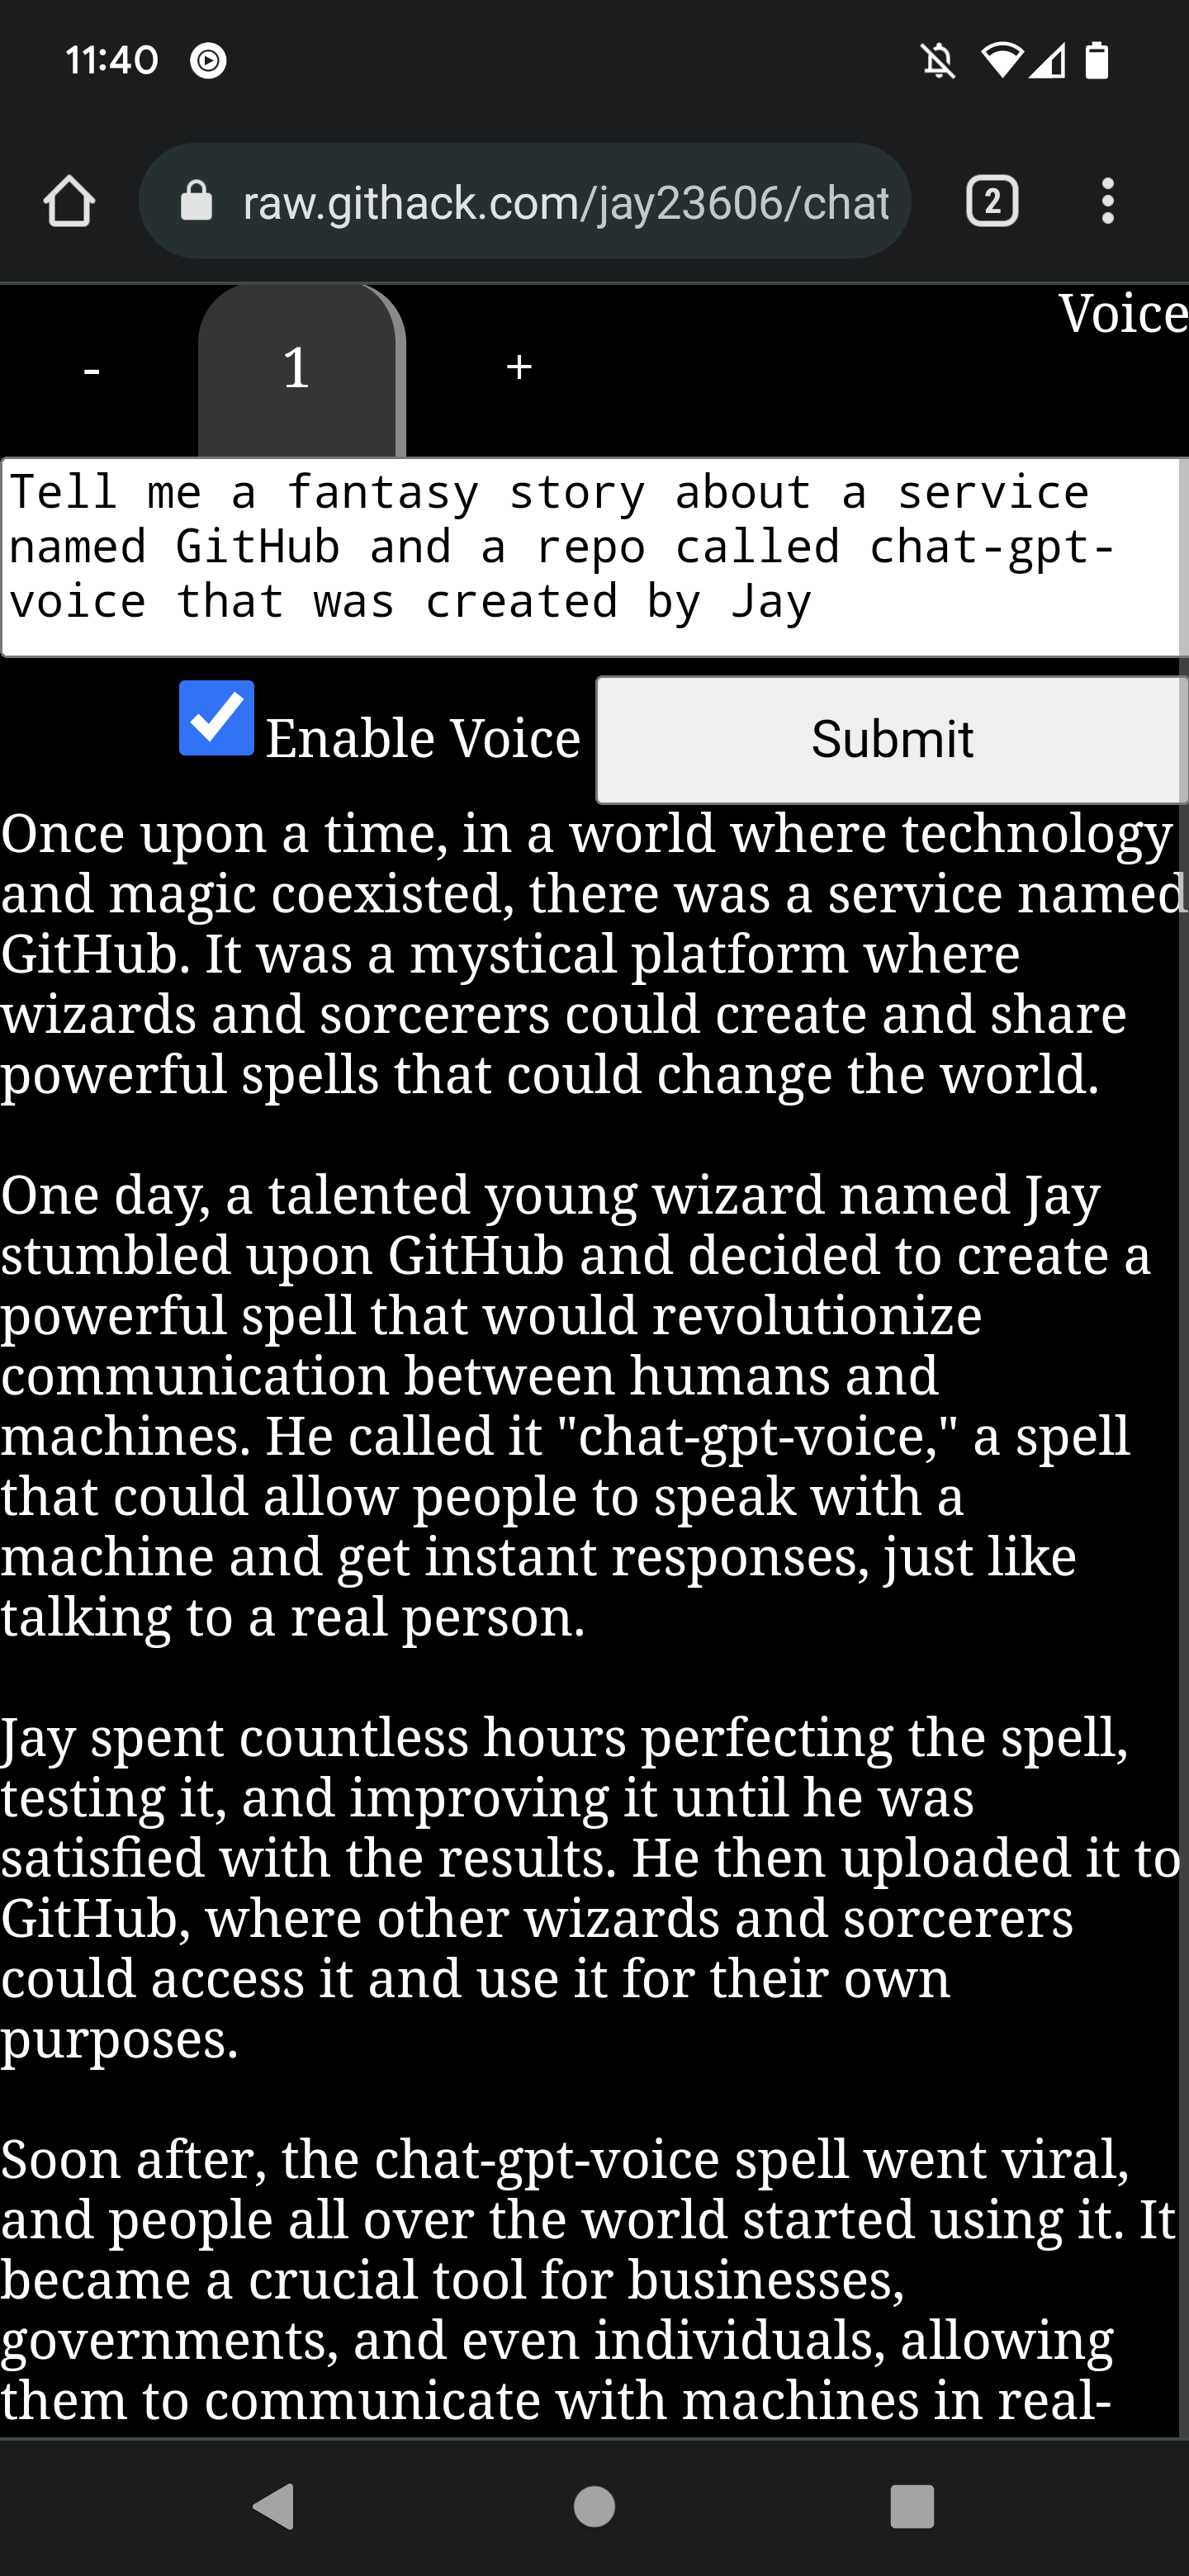 11:40
raw.githack.com/jay23606/chat
2
Voice
- 1 +
Tell me a fantasy story about a service
named GitHub and a repo called chat-gpt-
voice that was created by Jay
Enable Voice Submit
Once upon a time, in a world where technology
and magic coexisted, there was a service named
GitHub. It was a mystical platform where
wizards and sorcerers could create and share
powerful spells that could change the world.
One day, a talented young wizard named Jay
stumbled upon GitHub and decided to create a
powerful spell that would revolutionize
communication between humans and
machines. He called it "chat-gpt-voice," a spell
that could allow people to speak with a
machine and get instant responses, just like
talking to a real person.
Jay spent countless hours perfecting the spell,
testing it, and improving it until he was
satisfied with the results. He then uploaded it to
GitHub, where other wizards and sorcerers
could access it and use it for their own
purposes.
Soon after, the chat-gpt-voice spell went viral,
and people all over the world started using it. It
became a crucial tool for businesses,
governments, and even individuals, allowing
them to communicate with machines in real-